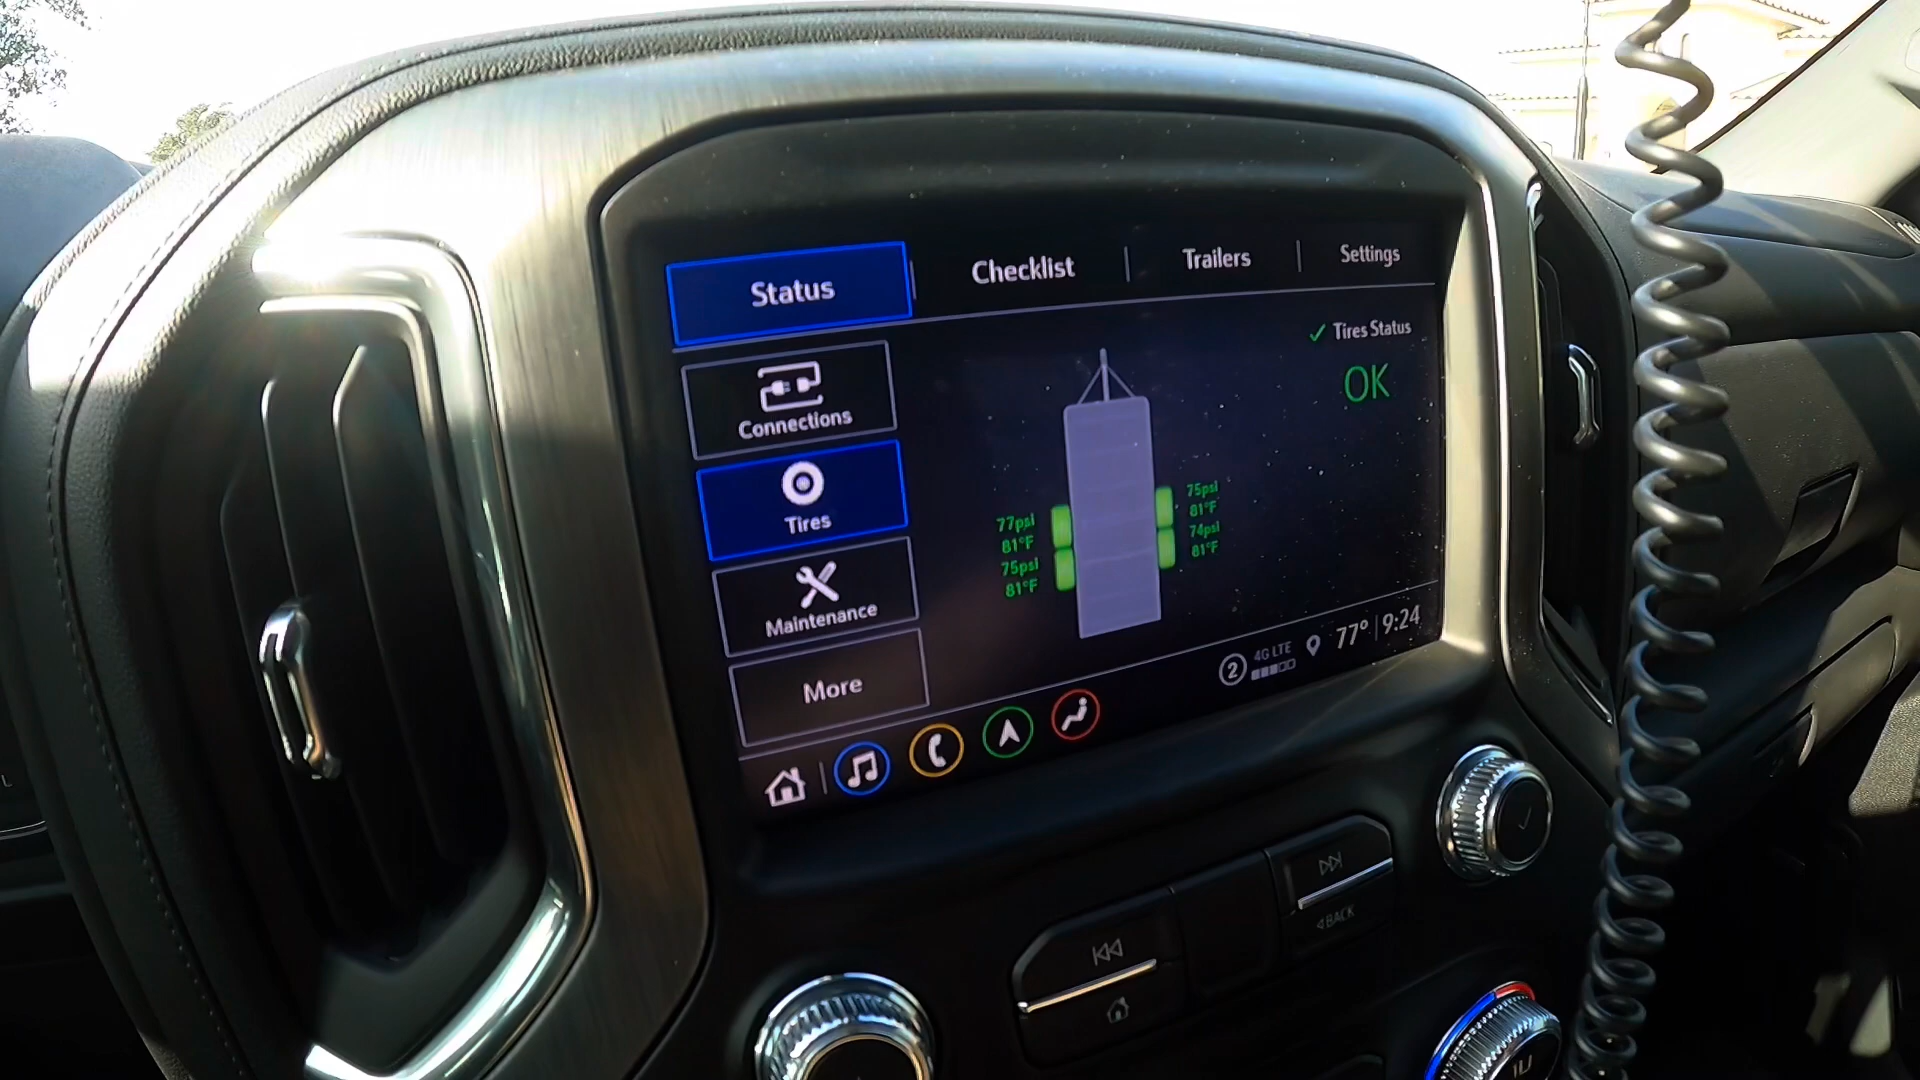 Status
Checklist
Trailers
Settings
Connections
Tires
Maintenance
More
Tires Status
OK
77psi
81°F
75psi
81°F
75psi
81°F
74psi
81°F
2
4G LTE
77°
9:24
BACK